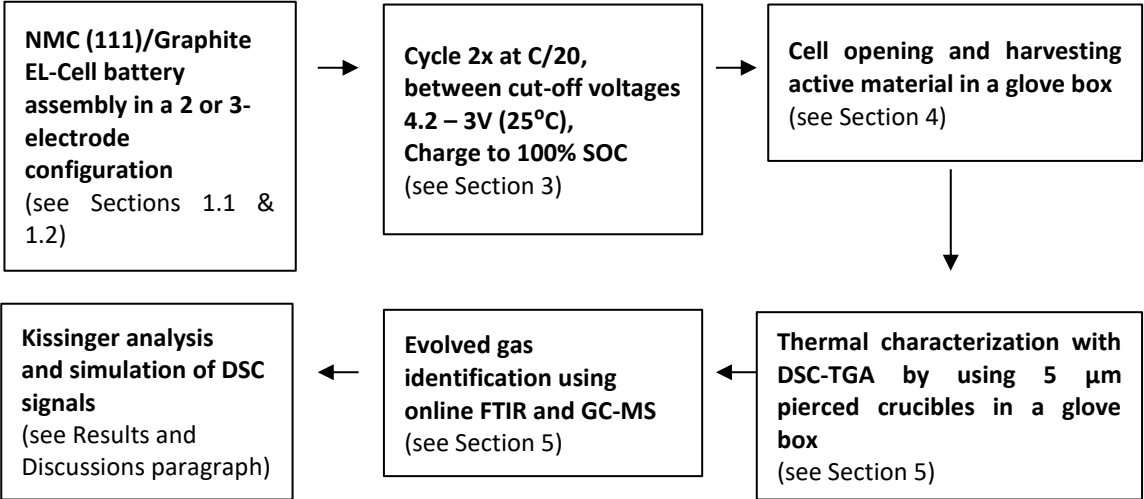 NMC (111)/Graphite
EL-Cell battery
assembly in a 2 or 3-
electrode
configuration
(see Sections 1.1 &
1.2)
Cycle 2x at C/20,
between cut-off voltages
4.2 – 3V (25⁰C),
Charge to 100% SOC
(see Section 3)
Cell opening and harvesting
active material in a glove box
(see Section 4)
Thermal characterization with
DSC-TGA by using 5 µm
pierced crucibles in a glove
box
(see Section 5)
Evolved gas
identification using
online FTIR and GC-MS
(see Section 5)
Kissinger analysis
and simulation of DSC
signals
(see Results and
Discussions paragraph)